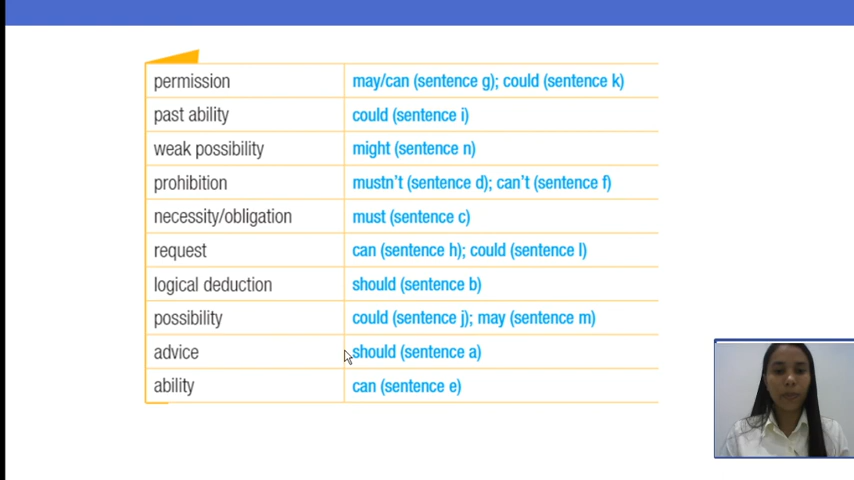 permission may/can (sentence g); could (sentence k)
past ability could (sentence i)
weak possibility might (sentence n)
prohibition mustn't (sentence d); can't (sentence f)
necessity/obligation must (sentence c)
request can (sentence h); could (sentence l)
logical deduction should (sentence b)
possibility could (sentence j); may (sentence m)
advice should (sentence a)
ability can (sentence e)